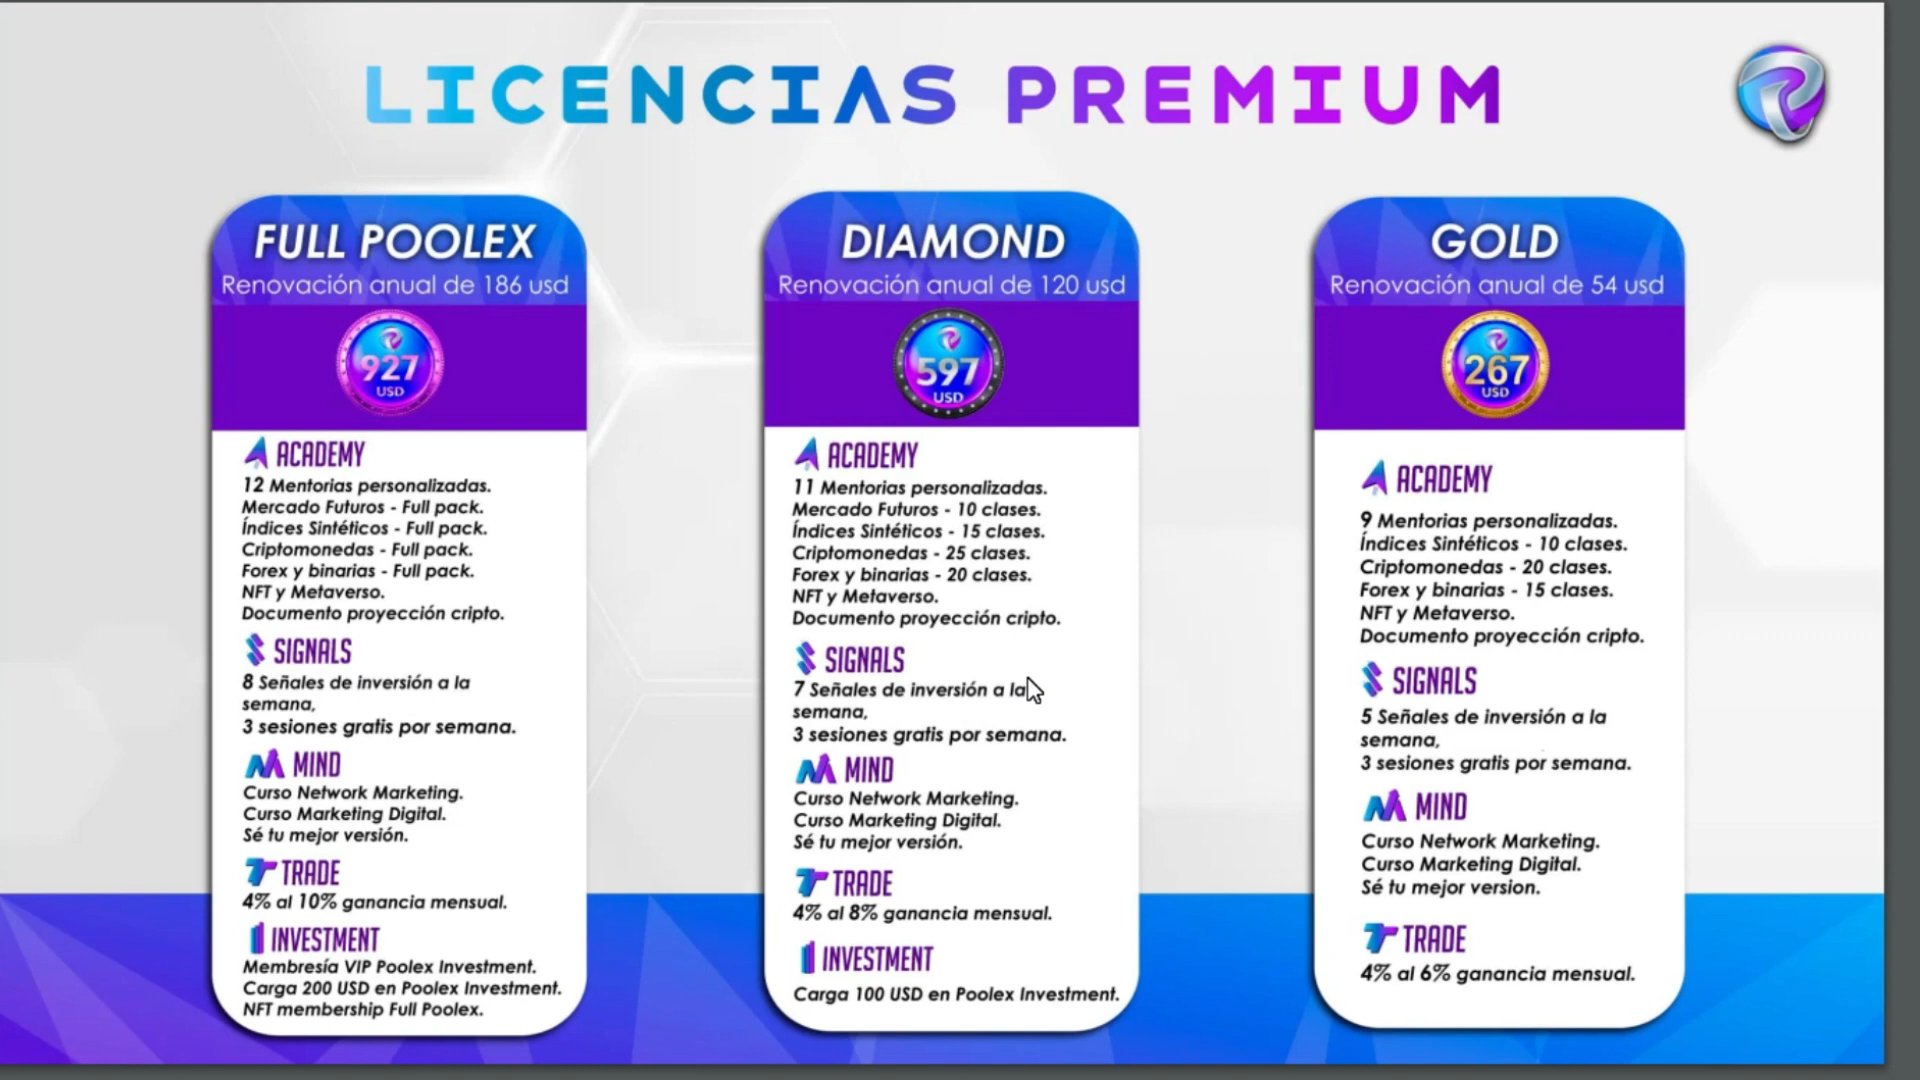 LICENCIAS PREMIUM
FULL POOLEX
Renovación anual de 186 usd
927
USD
ACADEMY
12 Mentorias personalizadas.
Mercado Futuros - Full pack.
Índices Sintéticos - Full pack.
Criptomonedas - Full pack.
Forex y binarias - Full pack.
NFT y Metaverso.
Documento proyección cripto.
SIGNALS
8 Señales de inversión a la
semana,
3 sesiones gratis por semana.
MIND
Curso Network Marketing.
Curso Marketing Digital.
Sé tu mejor versión.
TRADE
4% al 10% ganancia mensual.
INVESTMENT
Membresía VIP Poolex Investment.
Carga 200 USD en Poolex Investment.
NFT membership Full Poolex.
DIAMOND
Renovación anual de 120 usd
597
USD
ACADEMY
11 Mentorias personalizadas.
Mercado Futuros - 10 clases.
Índices Sintéticos - 15 clases.
Criptomonedas - 25 clases.
Forex y binarias - 20 clases.
NFT y Metaverso.
Documento proyección cripto.
SIGNALS
7 Señales de inversión a la
semana,
3 sesiones gratis por semana.
MIND
Curso Network Marketing.
Curso Marketing Digital.
Sé tu mejor versión.
TRADE
4% al 8% ganancia mensual.
INVESTMENT
Carga 100 USD en Poolex Investment.
GOLD
Renovación anual de 54 usd
267
USD
ACADEMY
9 Mentorias personalizadas.
Índices Sintéticos - 10 clases.
Criptomonedas - 20 clases.
Forex y binarias - 15 clases.
NFT y Metaverso.
Documento proyección cripto.
SIGNALS
5 Señales de inversión a la
semana,
3 sesiones gratis por semana.
MIND
Curso Network Marketing.
Curso Marketing Digital.
Sé tu mejor version.
TRADE
4% al 6% ganancia mensual.